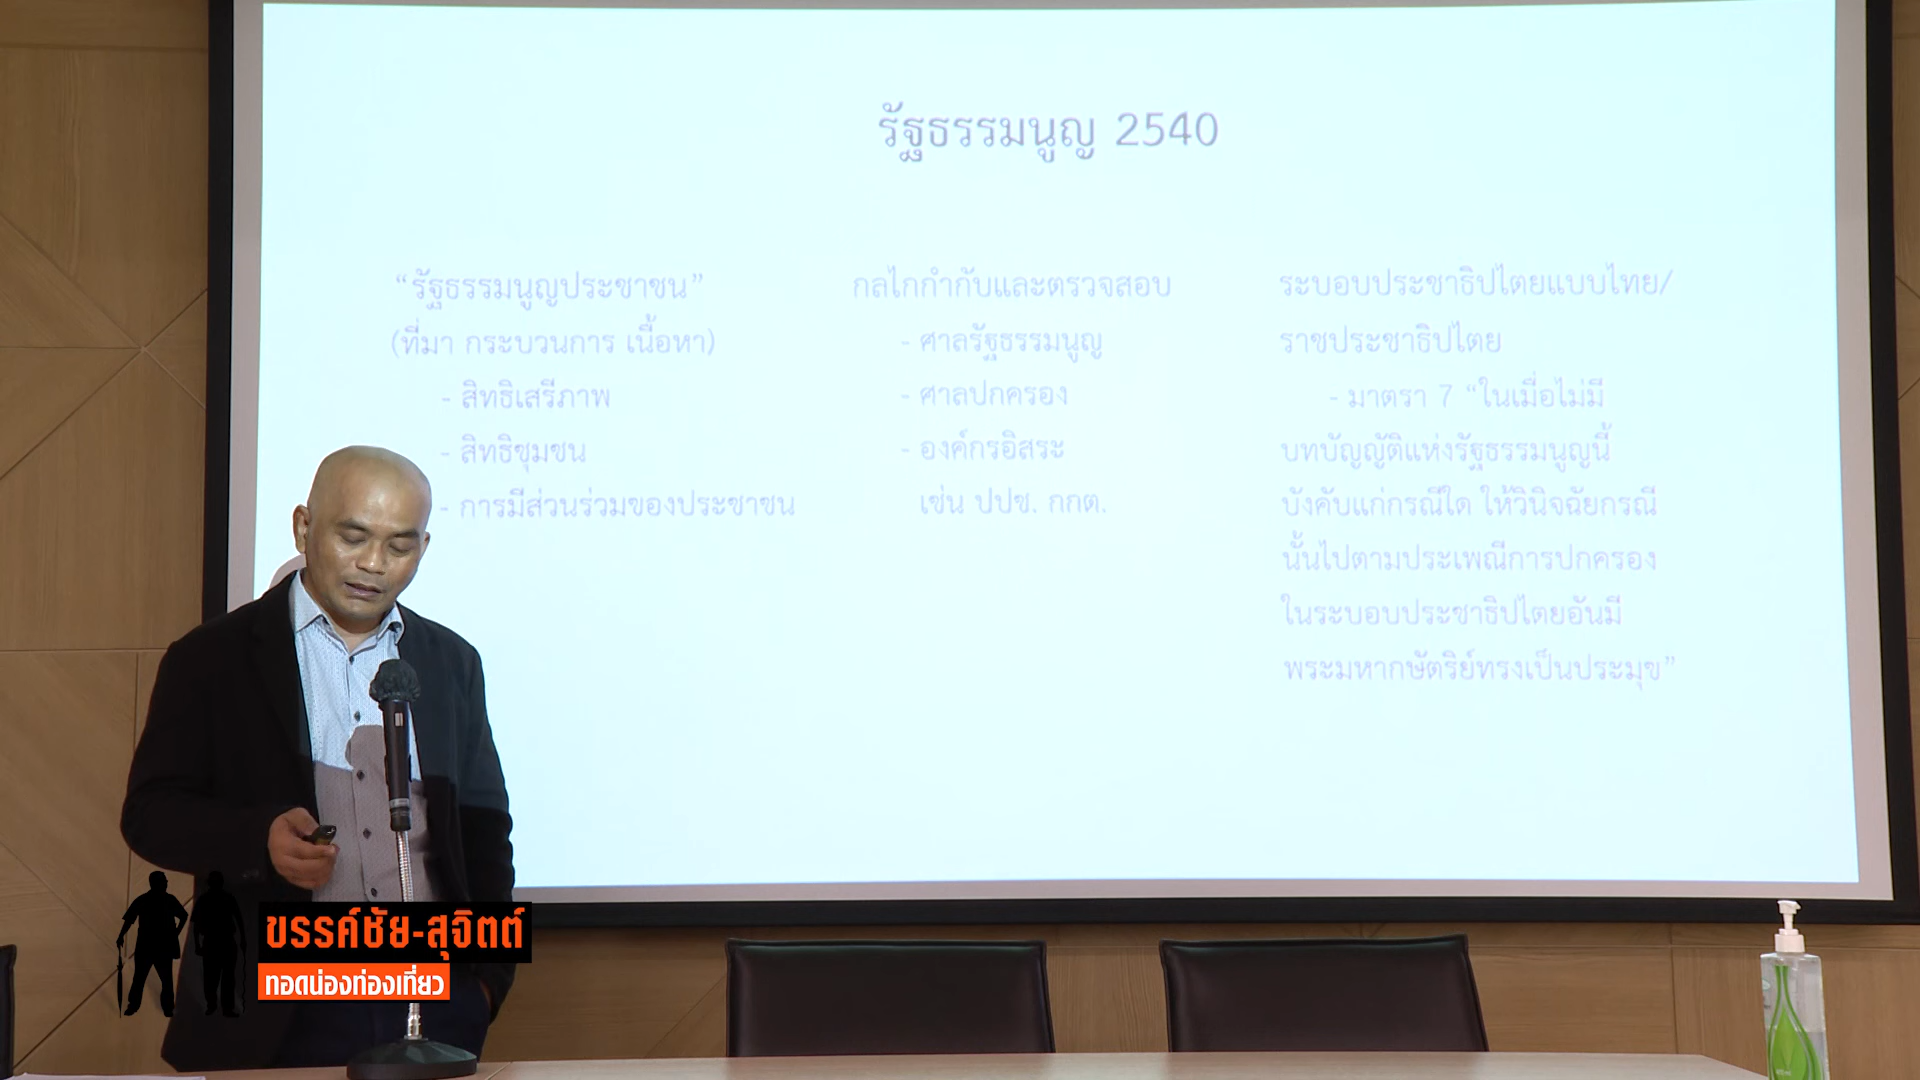 รัฐธรรมนูญ 2540
“รัฐธรรมนูญประชาชน”
(ที่มา กระบวนการ เนื้อหา)
- สิทธิเสรีภาพ
- สิทธิชุมชน
- การมีส่วนร่วมของประชาชน
กลไกกำกับและตรวจสอบ
- ศาลรัฐธรรมนูญ
- ศาลปกครอง
- องค์กรอิสระ
เช่น ปปช. กกต.
ระบอบประชาธิปไตยแบบไทย/
ราชประชาธิปไตย
- มาตรา 7 “ในเมื่อไม่มี
บทบัญญัติแห่งรัฐธรรมนูญนี้
บังคับแก่กรณีใด ให้วินิจฉัยกรณี
นั้นไปตามประเพณีการปกครอง
ในระบอบประชาธิปไตยอันมี
พระมหากษัตริย์ทรงเป็นประมุข”
ขรรค์ชัย-สุจิตต์
ทอดน่องท่องเที่ยว